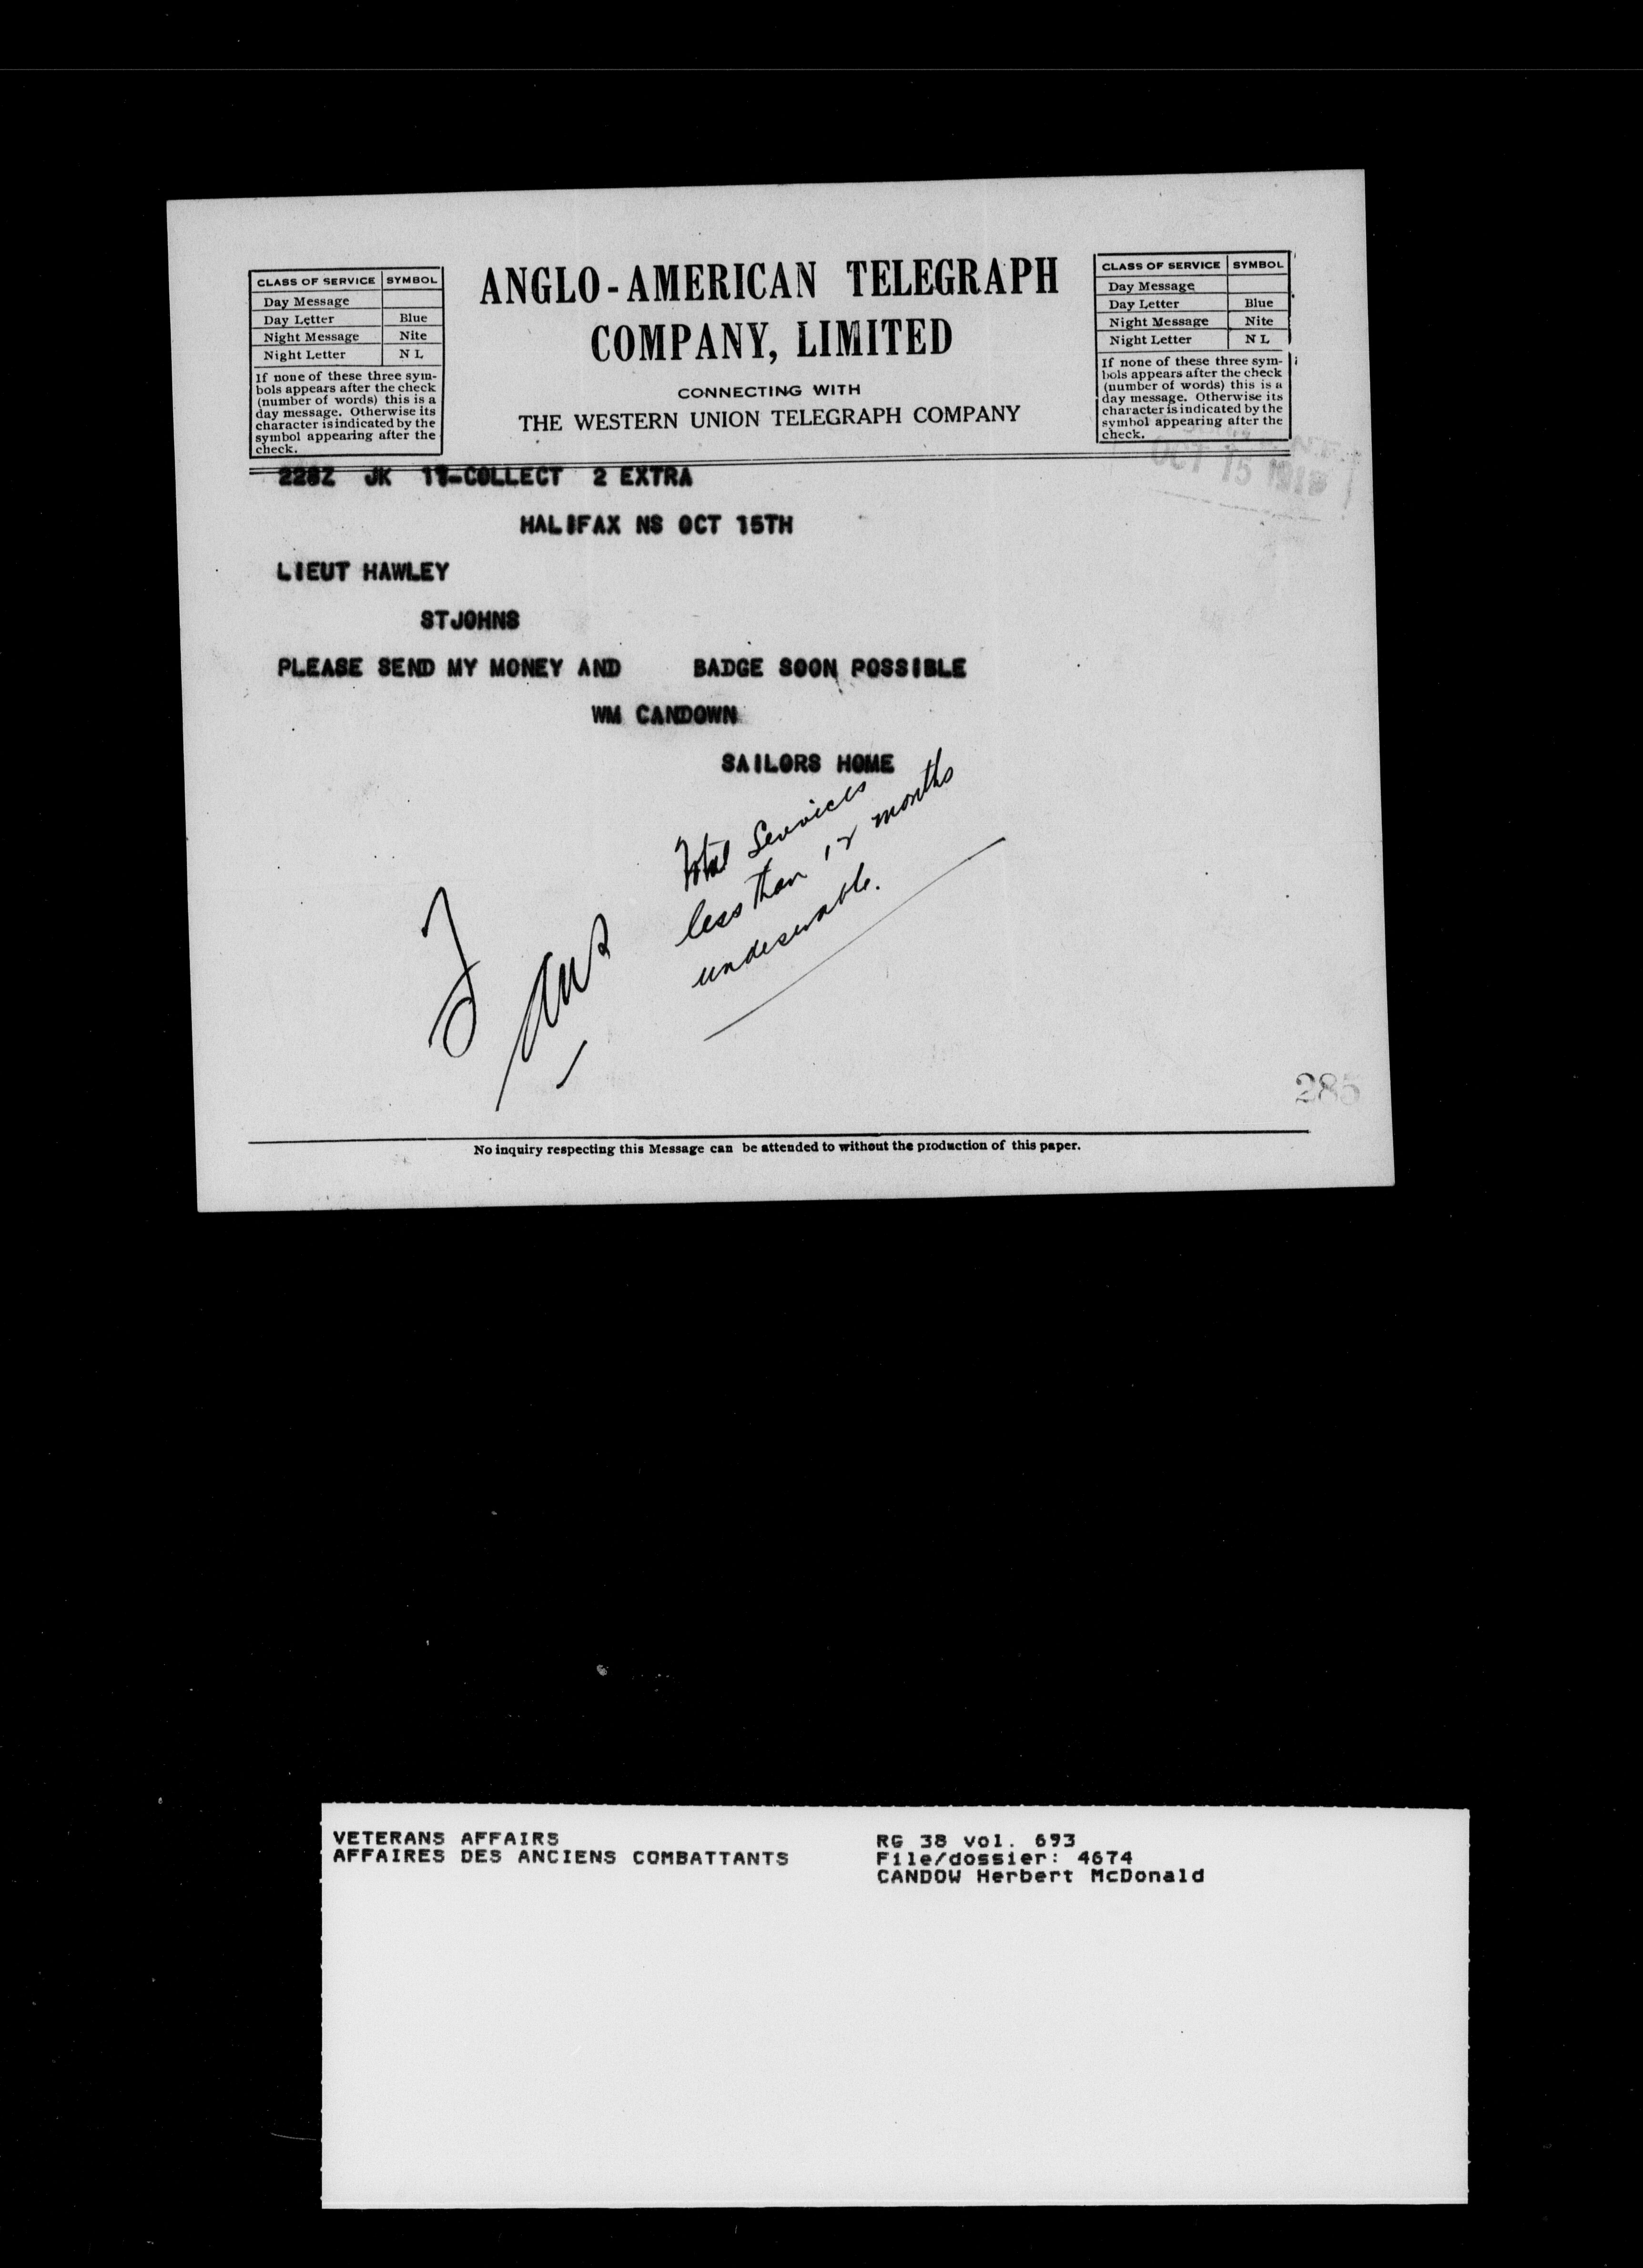 CLASS OF SERVICE SYMBOL
Day Message
Day Letter Blue
Night Message Nite
Night Letter N L
If none of these three sym-
bols appears after the check
(number of words) this is a
day message. Otherwise its
character is indicated by the
symbol appearing after the
check.
ANGLO-AMERICAN TELEGRAPH
COMPANY, LIMITED
CONNECTING WITH
THE WESTERN UNION TELEGRAPH COMPANY
CLASS OF SERVICE SYMBOL
Day Message
Day Letter Blue
Night Message Nite
Night Letter N L
If none of these three sym-
bols appears after the check
(number of words) this is a
day message. Otherwise its
character is indicated by the
symbol appearing after the
check.
OCT 15 1918
228Z JK 11-COLLECT 2 EXTRA
HALIFAX NS OCT 15TH
LIEUT HAWLEY
STJOHNS
PLEASE SEND MY MONEY AND BADGE SOON POSSIBLE
WM CANDOWN
SAILORS HOME
Total Services
less than 12 months
undesirable.
285
No inquiry respecting this Message can be attended to without the production of this paper.
VETERANS AFFAIRS
AFFAIRES DES ANCIENS COMBATTANTS
RG 38 vol. 693
File/dossier: 4674
CANDOW Herbert McDonald